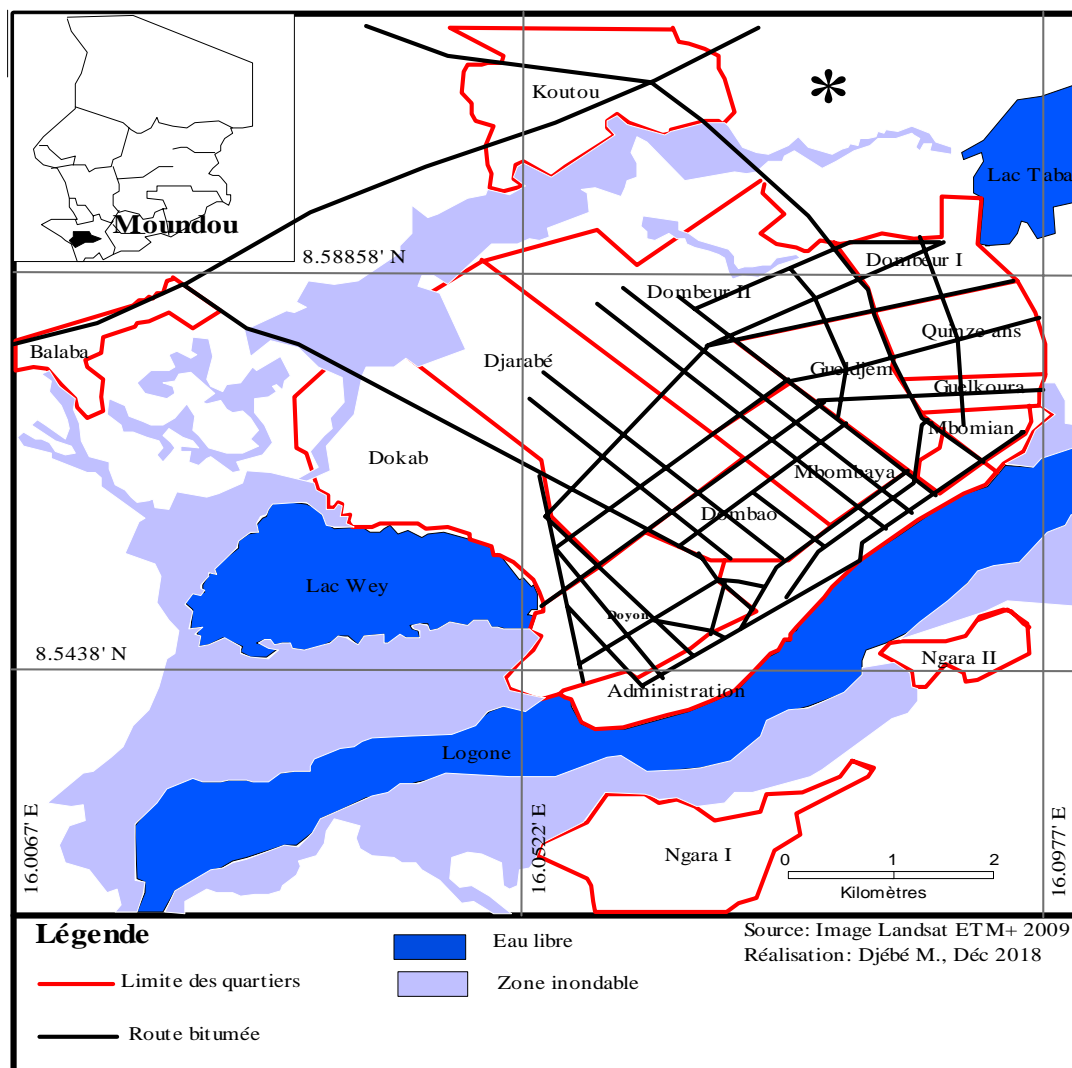 Koutou
Lac Taba
Moundou
8.58858' N
Dombeur I
Dombeur II
Qunze ans
Balaba
Djarabé
Gueldjem
Guelkoura
Mbomian
Dokab
Mbombaya
Dombao
Lac Wey
Doyon
8.5438' N
Ngara II
Administration
Logone
16.0067' E
16.0522' E
16.0977' E
Ngara I
0 1 2
Kilomètres
Légende
Limite des quartiers
Route bitumée
Eau libre
Zone inondable
Source: Image Landsat ETM+ 2009
Réalisation: Djébé M., Déc 2018